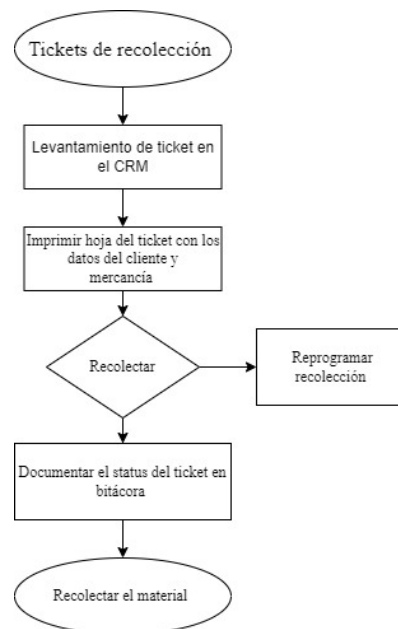 Tickets de recolección
Levantamiento de ticket en
el CRM
Imprimir hoja del ticket con los
datos del cliente y
mercancía
Recolectar
Reprogramar
recolección
Documentar el status del ticket en
bitácora
Recolectar el material